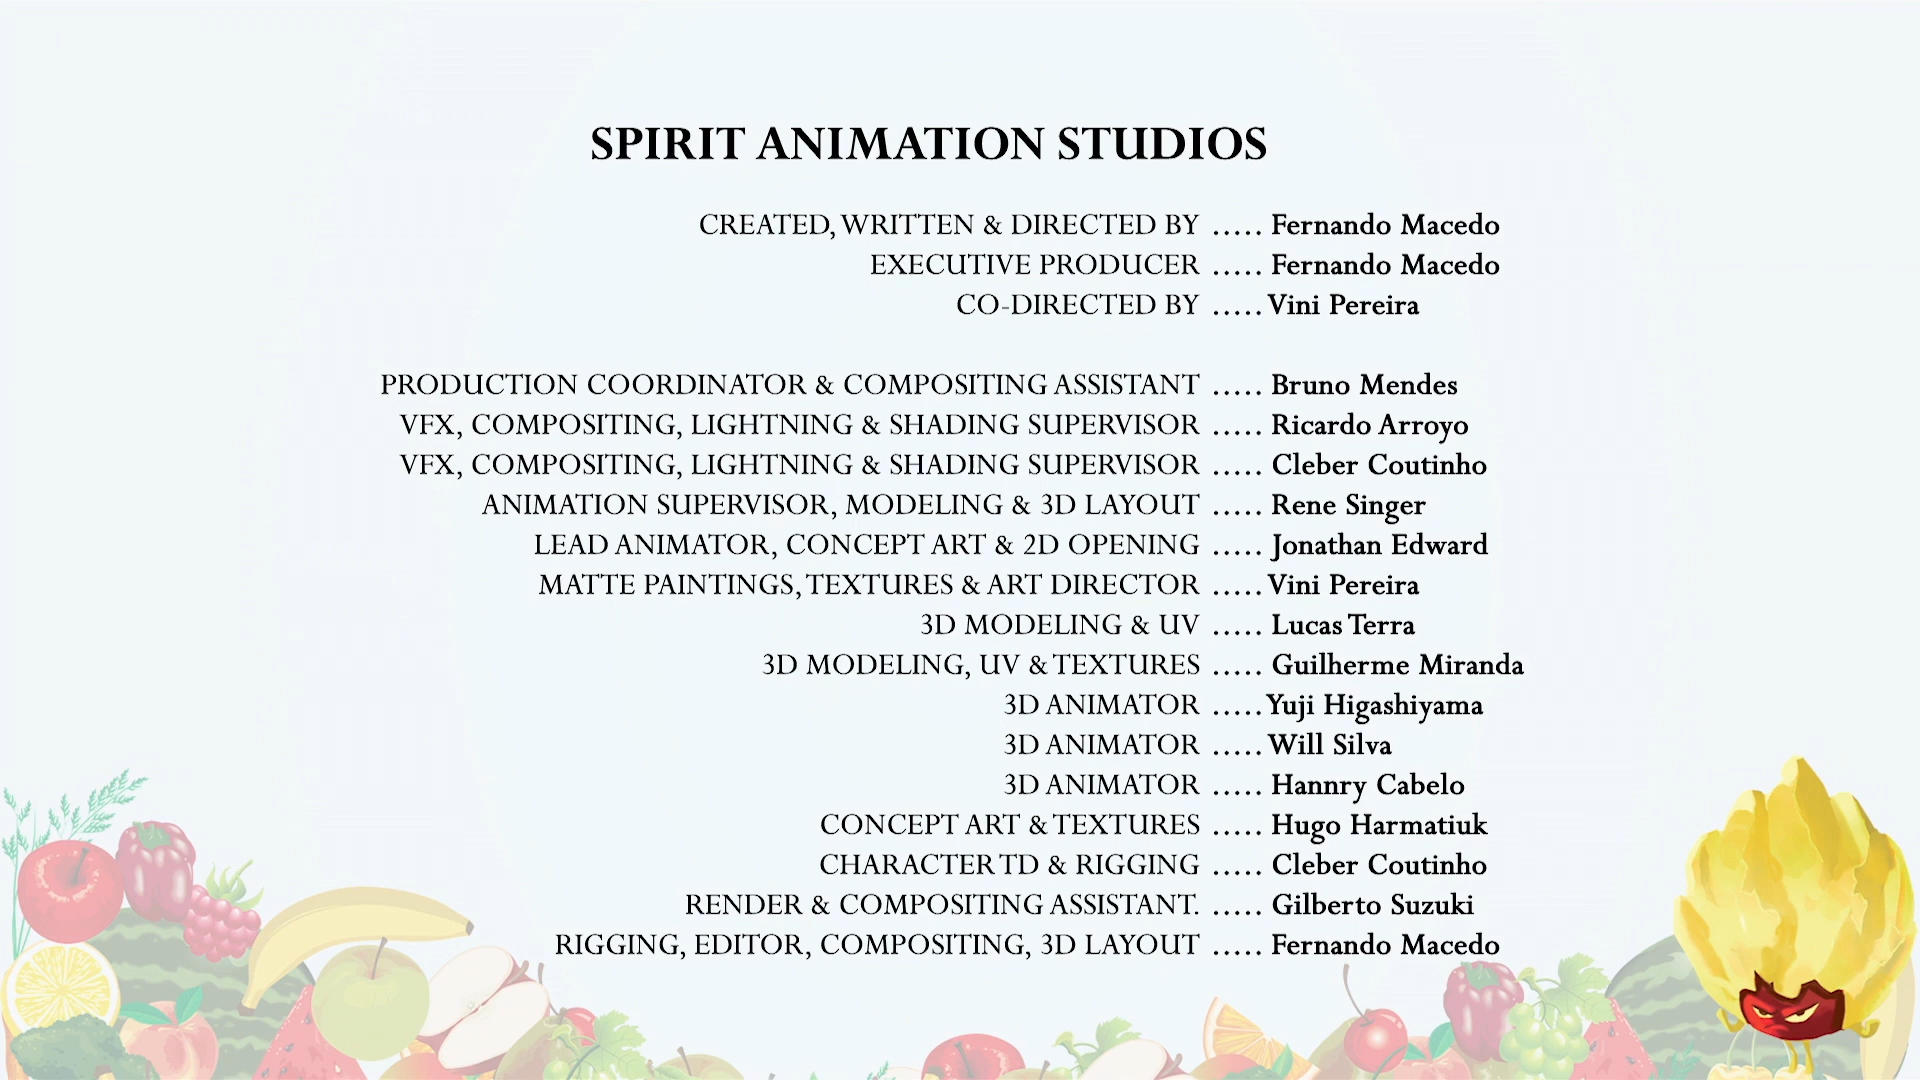 SPIRIT ANIMATION STUDIOS
CREATED, WRITTEN & DIRECTED BY ..... Fernando Macedo
EXECUTIVE PRODUCER ..... Fernando Macedo
CO-DIRECTED BY ..... Vini Pereira
PRODUCTION COORDINATOR & COMPOSITING ASSISTANT ..... Bruno Mendes
VFX, COMPOSITING, LIGHTNING & SHADING SUPERVISOR ..... Ricardo Arroyo
VFX, COMPOSITING, LIGHTNING & SHADING SUPERVISOR ..... Cleber Coutinho
ANIMATION SUPERVISOR, MODELING & 3D LAYOUT ..... Rene Singer
LEAD ANIMATOR, CONCEPT ART & 2D OPENING ..... Jonathan Edward
MATTE PAINTINGS, TEXTURES & ART DIRECTOR ..... Vini Pereira
3D MODELING & UV ..... Lucas Terra
3D MODELING, UV & TEXTURES ..... Guilherme Miranda
3D ANIMATOR ..... Yuji Higashiyama
3D ANIMATOR ..... Will Silva
3D ANIMATOR ..... Hannry Cabelo
CONCEPT ART & TEXTURES ..... Hugo Harmatiuk
CHARACTER TD & RIGGING ..... Cleber Coutinho
RENDER & COMPOSITING ASSISTANT. ..... Gilberto Suzuki
RIGGING, EDITOR, COMPOSITING, 3D LAYOUT ..... Fernando Macedo